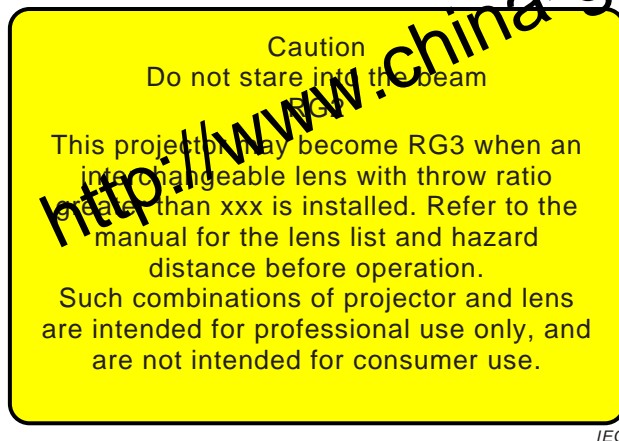 Caution
Do not stare into the beam
RG2
This projector may become RG3 when an
interchangeable lens with throw ratio
greater than xxx is installed. Refer to the
manual for the lens list and hazard
distance before operation.
Such combinations of projector and lens
are intended for professional use only, and
are not intended for consumer use.
http://www.china-g
IEC